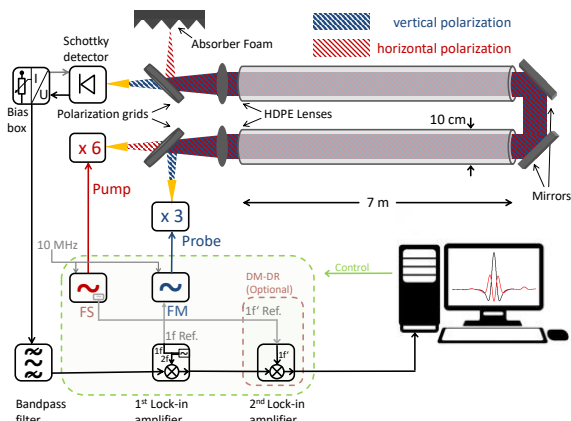 Schottky
detector
Absorber Foam
vertical polarization
horizontal polarization
I
U
Bias
box
Polarization grids
HDPE Lenses
10 cm
Mirrors
x 6
Pump
7 m
x 3
Probe
10 MHz
Control
DM-DR
(Optional)
FS
FM
1f' Ref.
1f Ref.
1f
2f
1f'
Bandpass
filter
1st Lock-in
amplifier
2nd Lock-in
amplifier